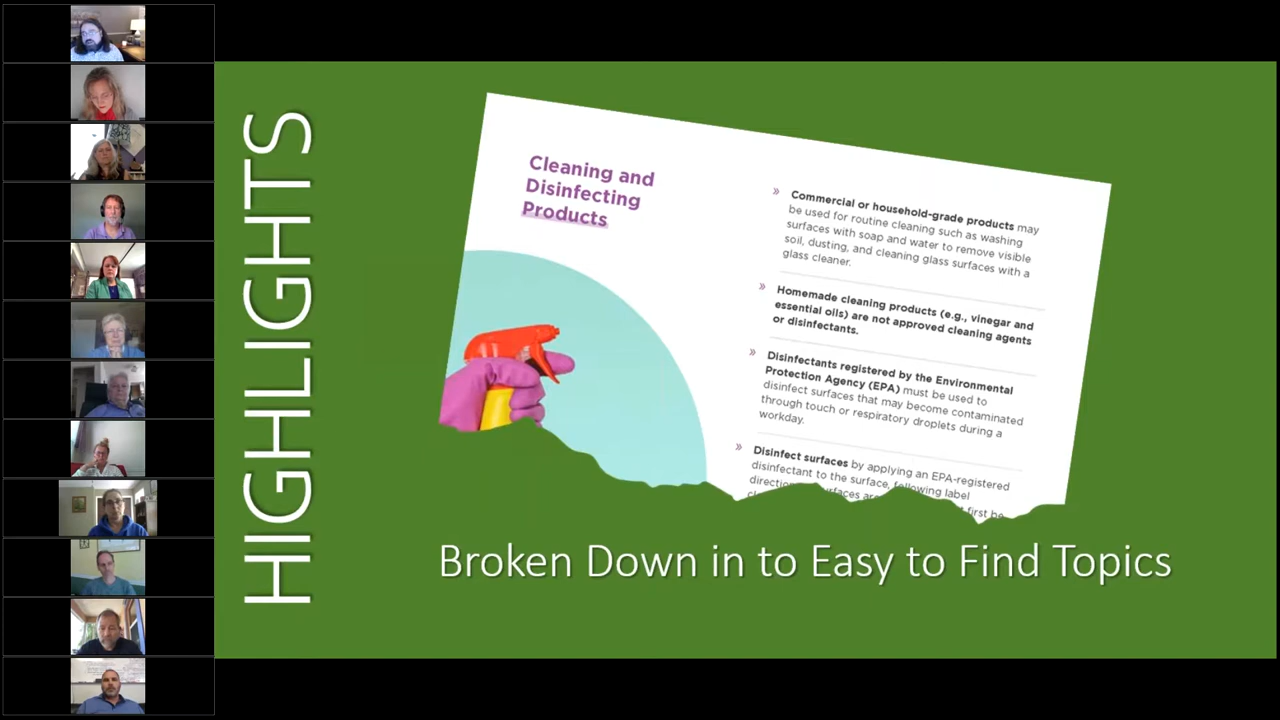 HIGHLIGHTS
Cleaning and
Disinfecting
Products
» Commercial or household-grade products may
be used for routine cleaning such as washing
surfaces with soap and water to remove visible
soil, dusting, and cleaning glass surfaces with a
glass cleaner.
» Homemade cleaning products (e.g., vinegar and
essential oils) are not approved cleaning agents
or disinfectants.
» Disinfectants registered by the Environmental
Protection Agency (EPA) must be used to
disinfect surfaces that may become contaminated
through touch or respiratory droplets during a
workday.
» Disinfect surfaces by applying an EPA-registered
disinfectant to the surface, following label
first be
Broken Down in to Easy to Find Topics